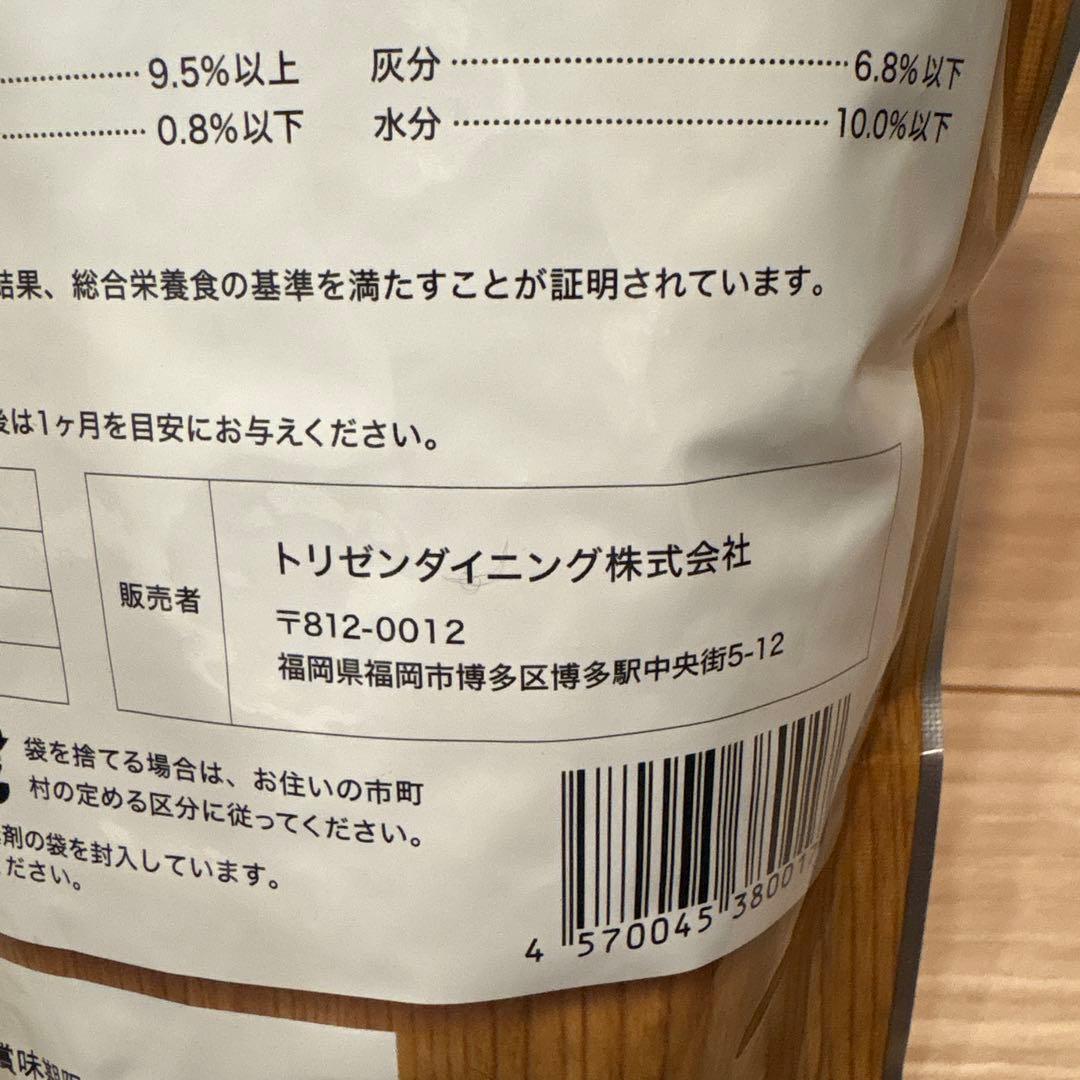 9.5%以上 灰分 6.8%以下
0.8%以下 水分 10.0%以下
結果、総合栄養食の基準を満たすことが証明されています。
後は1ヶ月を目安にお与えください。
販売者
トリゼンダイニング株式会社
〒812-0012
福岡県福岡市博多区博多駅中央街5-12
袋を捨てる場合は、お住いの市町
村の定める区分に従ってください。
剤の袋を封入しています。
ください。
4 570045 38001
賞味期限